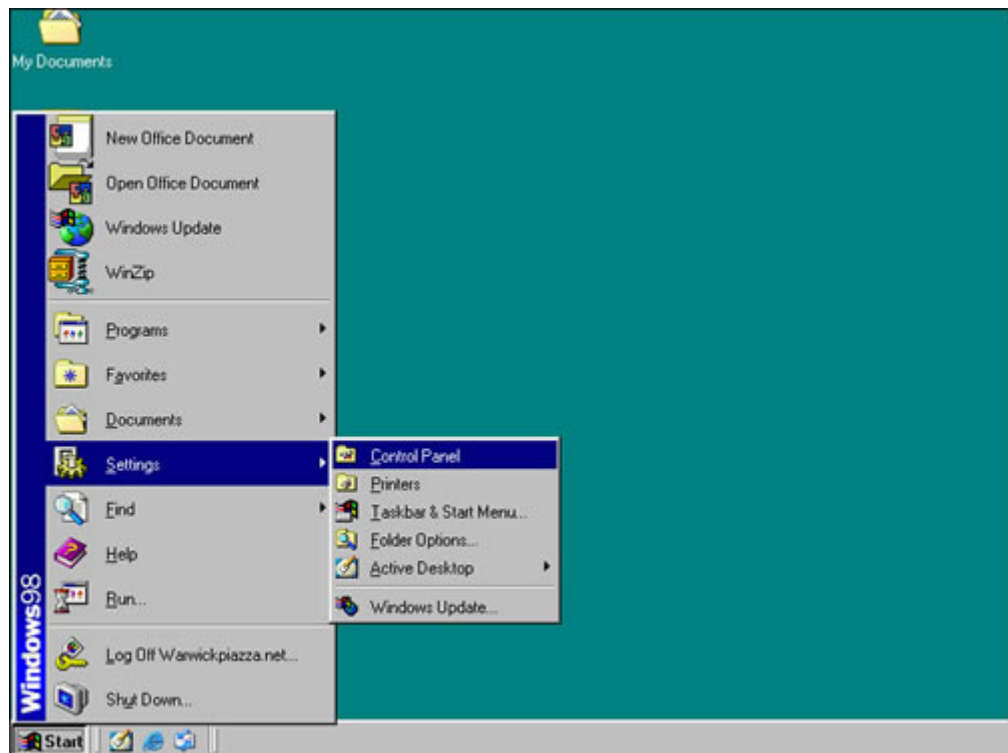 My Documents
New Office Document
Open Office Document
Windows Update
WinZip
Programs
Favorites
Documents
Settings
Find
Help
Run...
Log Off Warwickpiazza.net...
Shut Down...
Control Panel
Printers
Taskbar & Start Menu...
Folder Options...
Active Desktop
Windows Update...
Windows98
Start